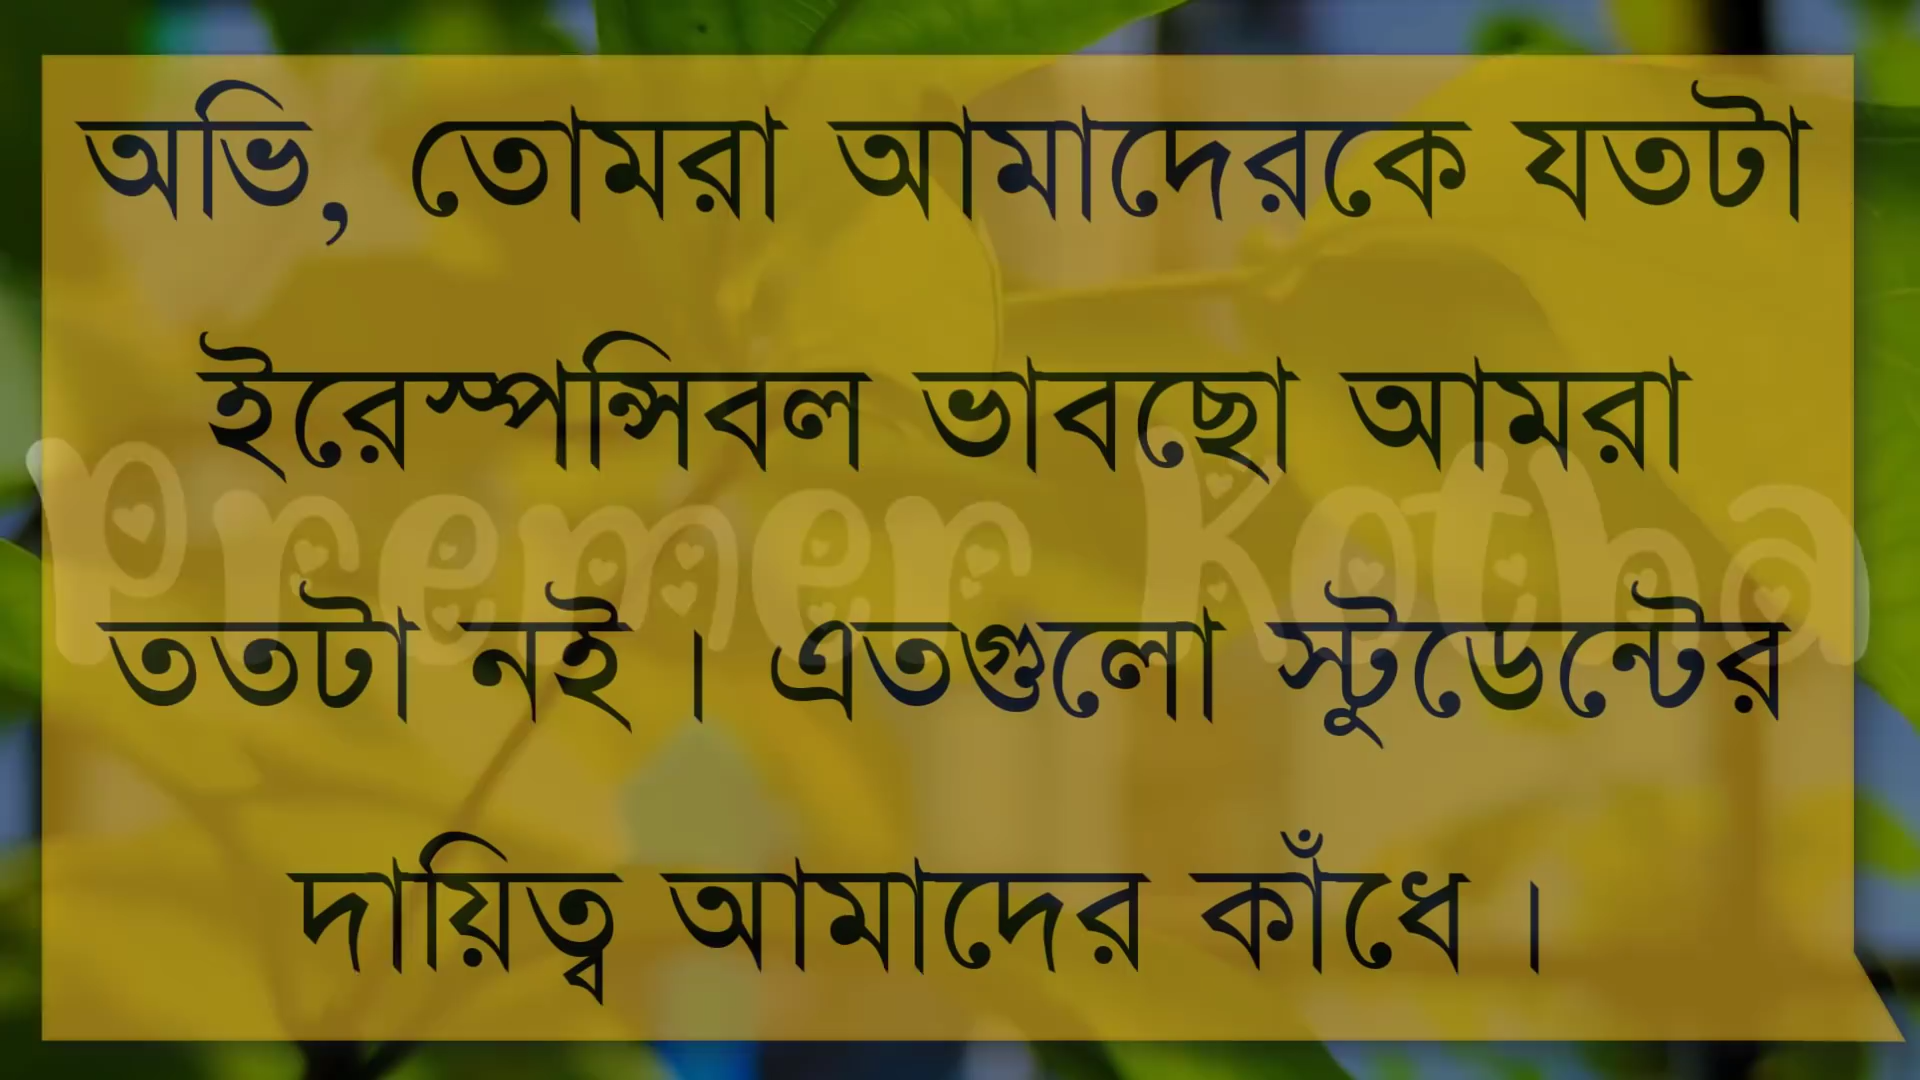 অভি, তোমরা আমাদেরকে যতটা
ইরেস্পন্সিবল ভাবছো আমরা
Premer Kotha
ততটা নই । এতগুলো স্টুডেন্টের
দায়িত্ব আমাদের কাঁধে ।